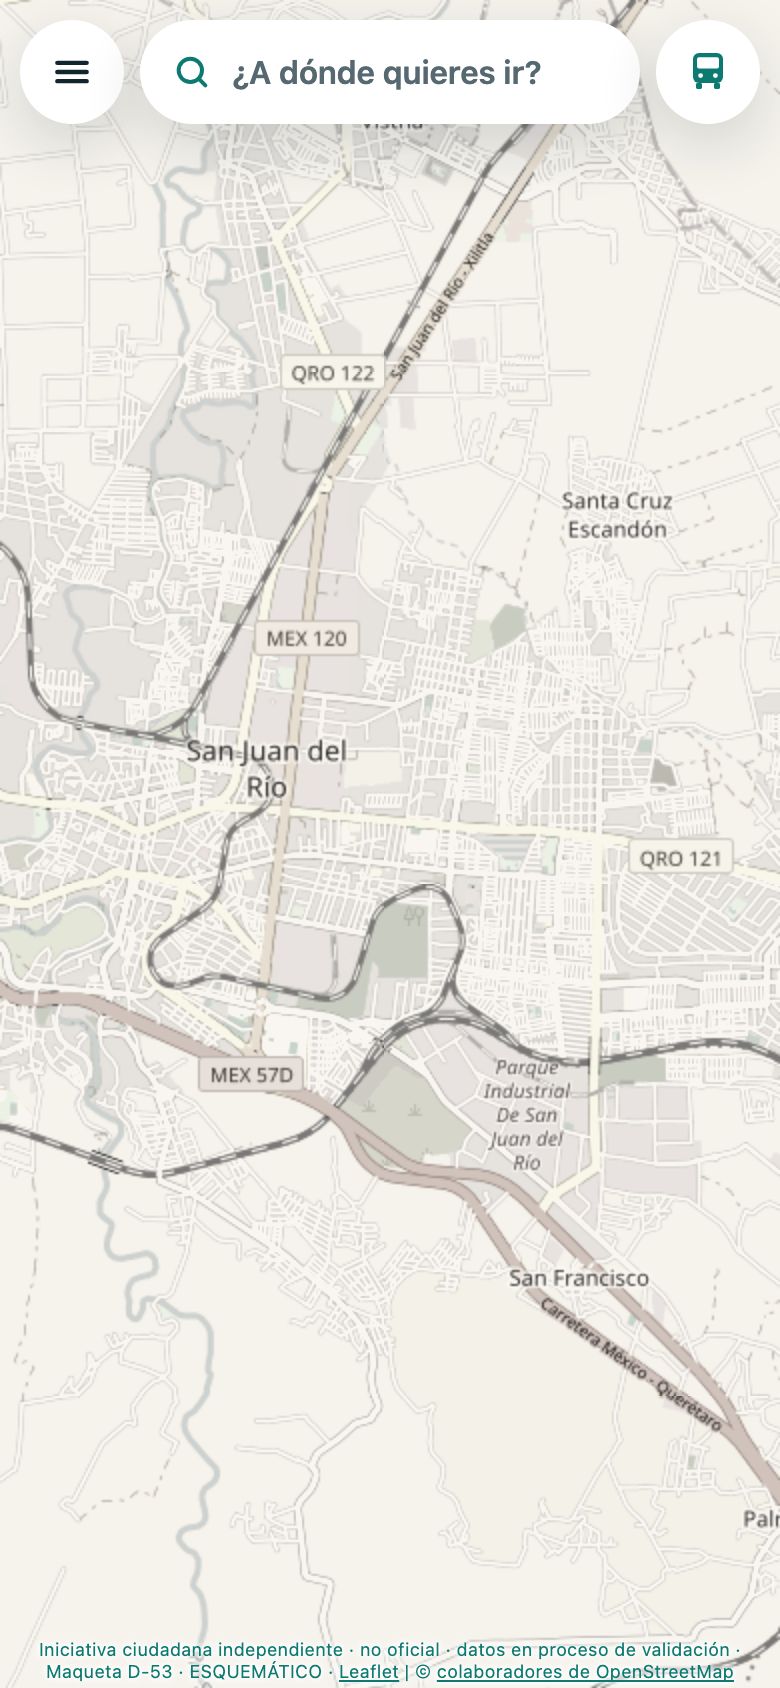 ¿A dónde quieres ir?
San Juan del Río - Xilitla
QRO 122
Santa Cruz
Escandón
MEX 120
San Juan del
Río
QRO 121
MEX 57D
Parque
Industrial
De San
Juan del
Río
San Francisco
Carretera México - Querétaro
Iniciativa ciudadana independiente · no oficial · datos en proceso de validación ·
Maqueta D-53 · ESQUEMÁTICO · Leaflet | © colaboradores de OpenStreetMap